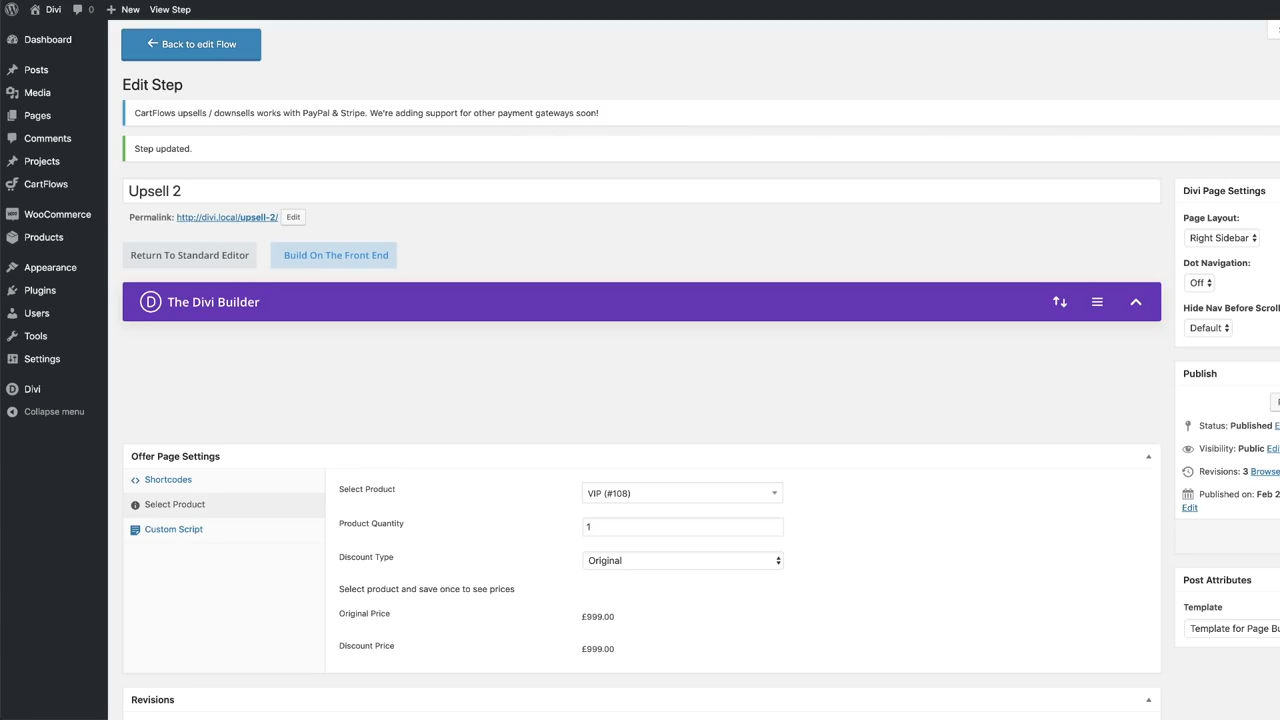 Divi 0 New View Step
Dashboard
Posts
Media
Pages
Comments
Projects
CartFlows
WooCommerce
Products
Appearance
Plugins
Users
Tools
Settings
Divi
Collapse menu
← Back to edit Flow
Edit Step
CartFlows upsells / downsells works with PayPal & Stripe. We're adding support for other payment gateways soon!
Step updated.
Upsell 2
Permalink: http://divi.local/upsell-2/ Edit
Return To Standard Editor Build On The Front End
D The Divi Builder
Offer Page Settings
Shortcodes
Select Product
Custom Script
Select Product VIP (#108)
Product Quantity 1
Discount Type Original
Select product and save once to see prices
Original Price £999.00
Discount Price £999.00
Revisions
Divi Page Settings
Page Layout:
Right Sidebar
Dot Navigation:
Off
Hide Nav Before Scroll
Default
Publish
Status: Published
Visibility: Public Edi
Revisions: 3 Browse
Published on: Feb 2
Edit
Post Attributes
Template
Template for Page Bu